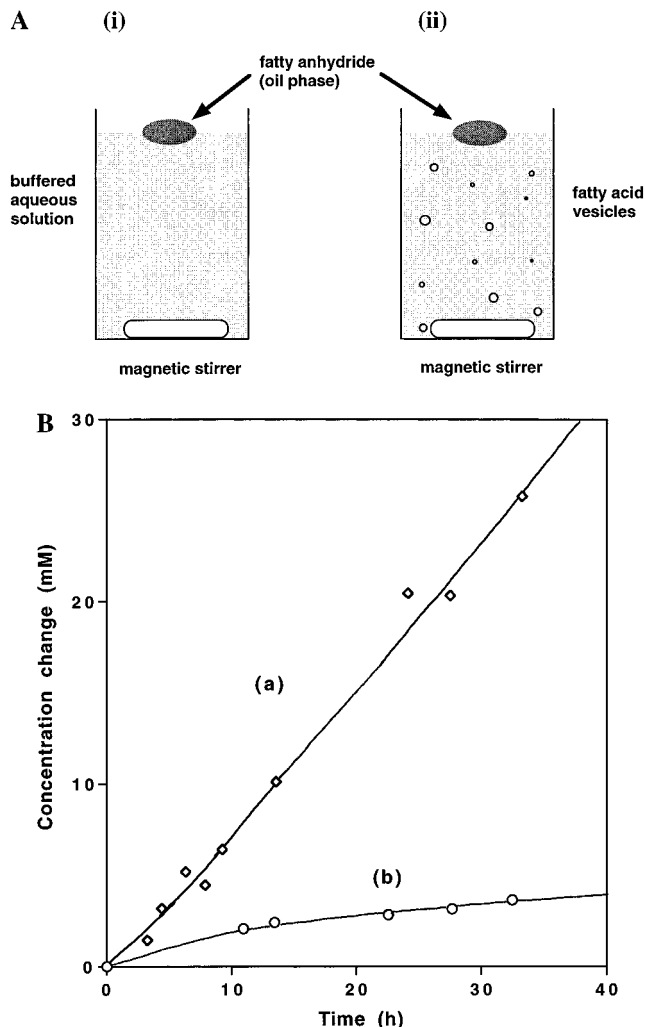 A (i) (ii)
fatty anhydride
(oil phase)
buffered
aqueous
solution
fatty acid
vesicles
magnetic stirrer magnetic stirrer
B
30
20
10
0
Concentration change (mM)
(a)
(b)
0 10 20 30 40
Time (h)